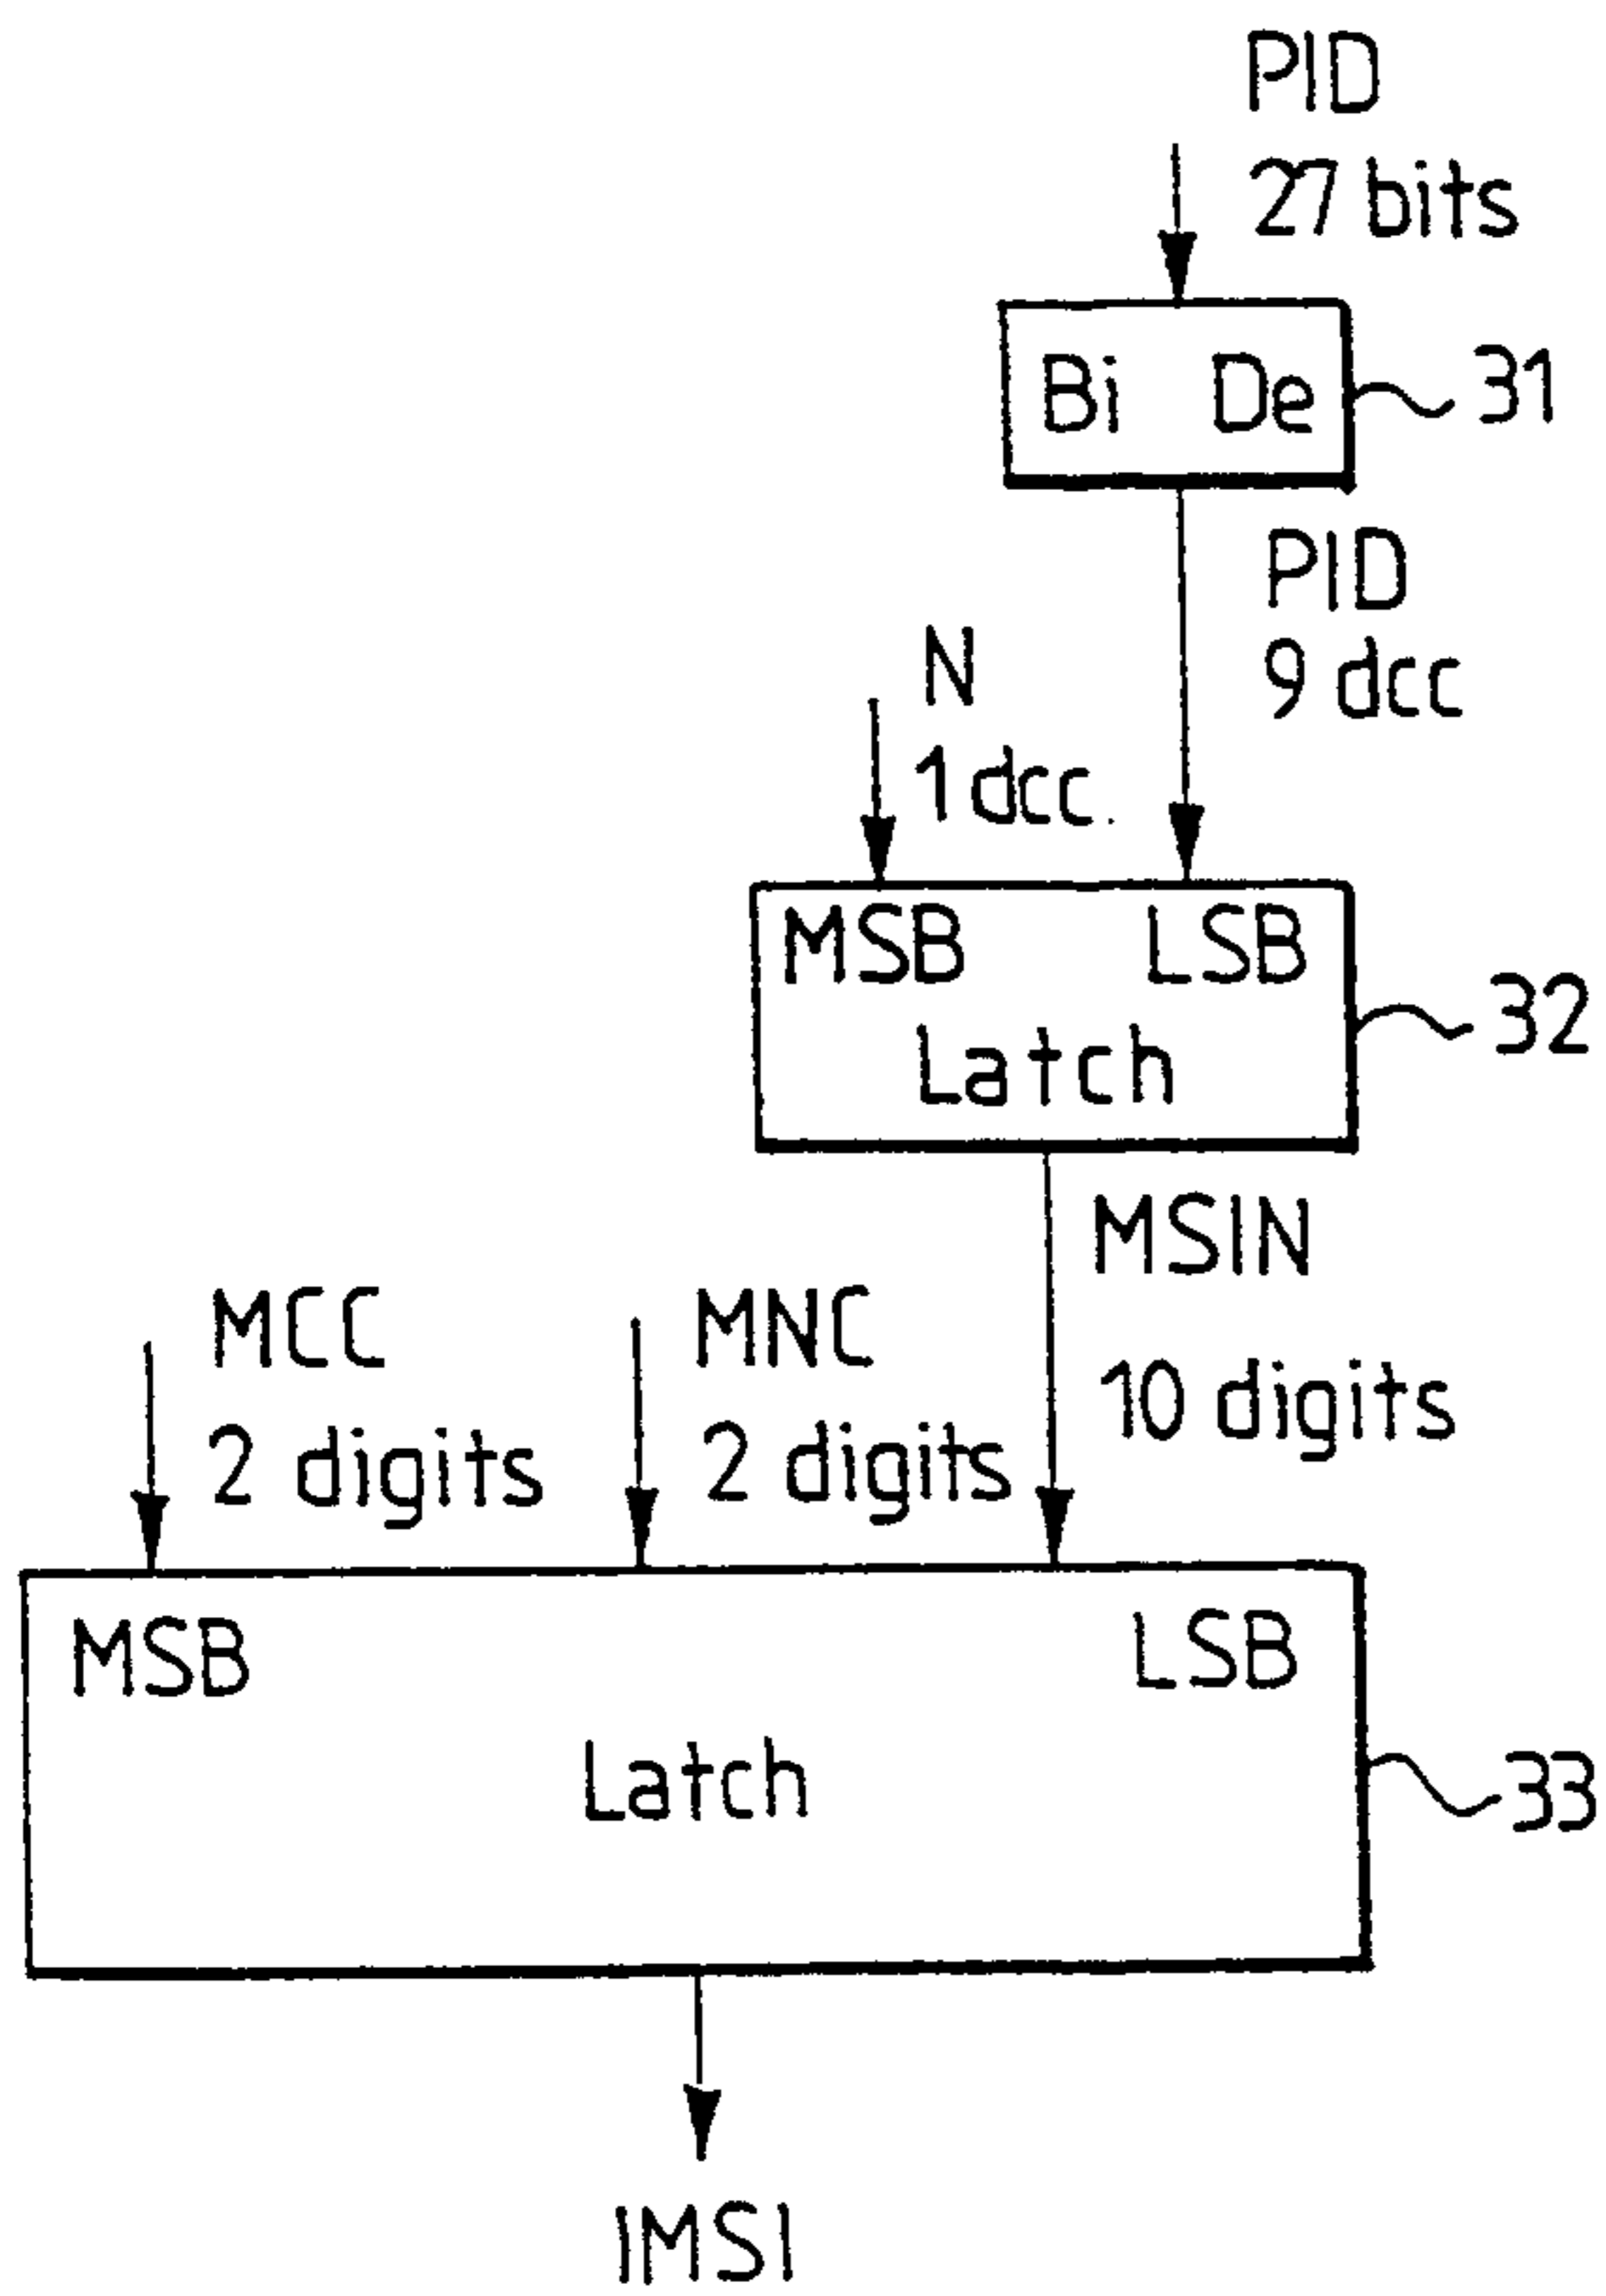 PID
27 bits
Bi De
31
PID
9 dcc
N
1 dcc.
MSB LSB
Latch
32
MSIN
10 digits
MCC
2 digits
MNC
2 digits
MSB LSB
Latch
33
IMSI